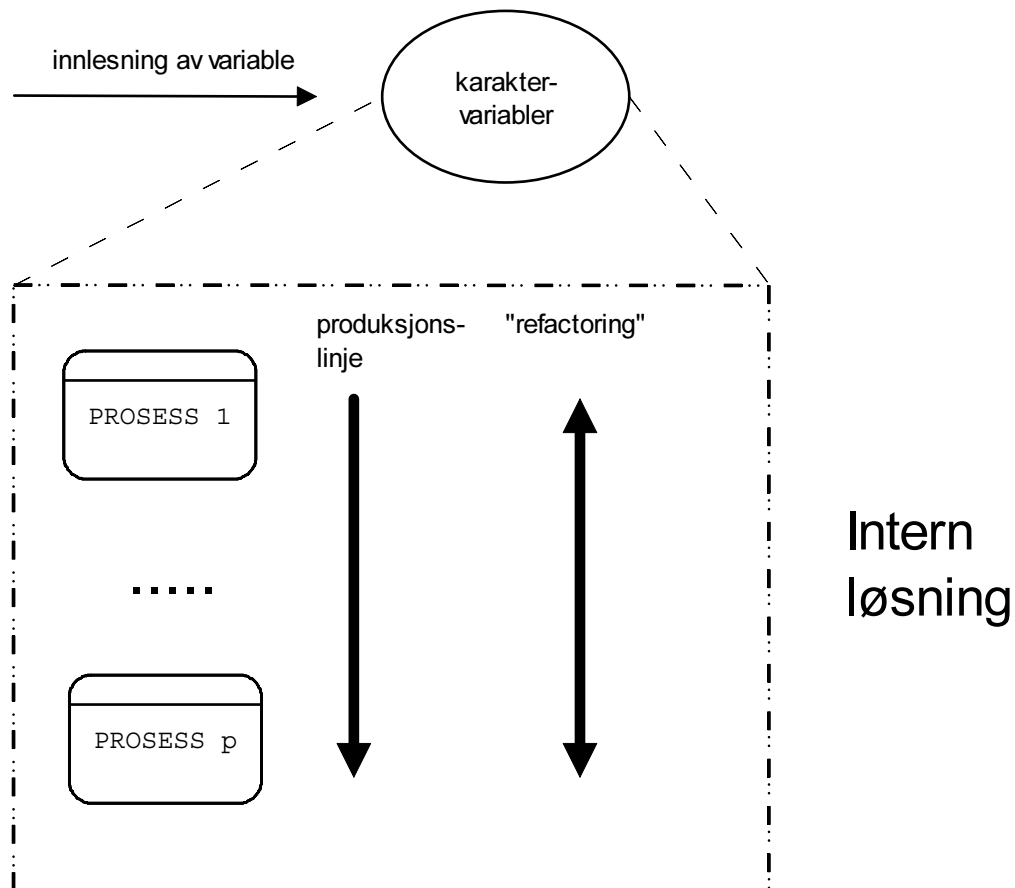 innlesning av variable
karakter-
variabler
produksjons-
linje
"refactoring"
PROSESS 1
.....
PROSESS p
Intern
løsning